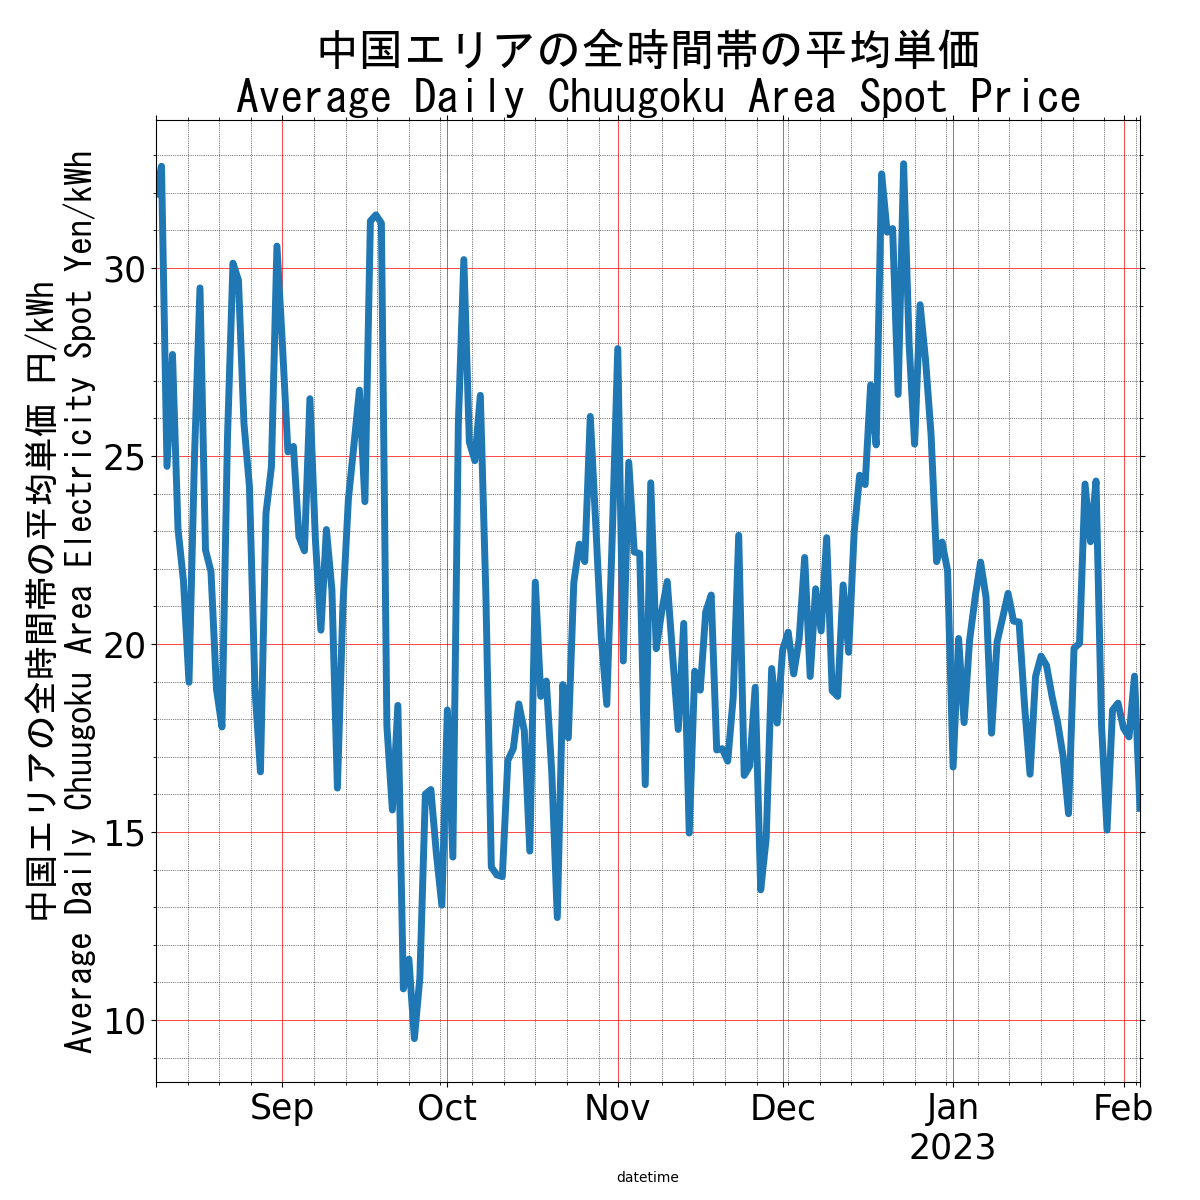 中国エリアの全時間帯の平均単価
Average Daily Chuugoku Area Spot Price
中国エリアの全時間帯の平均単価 円/kWh
Average Daily Chuugoku Area Electricity Spot Yen/kWh
30
25
20
15
10
Sep Oct Nov Dec Jan Feb
2023
datetime